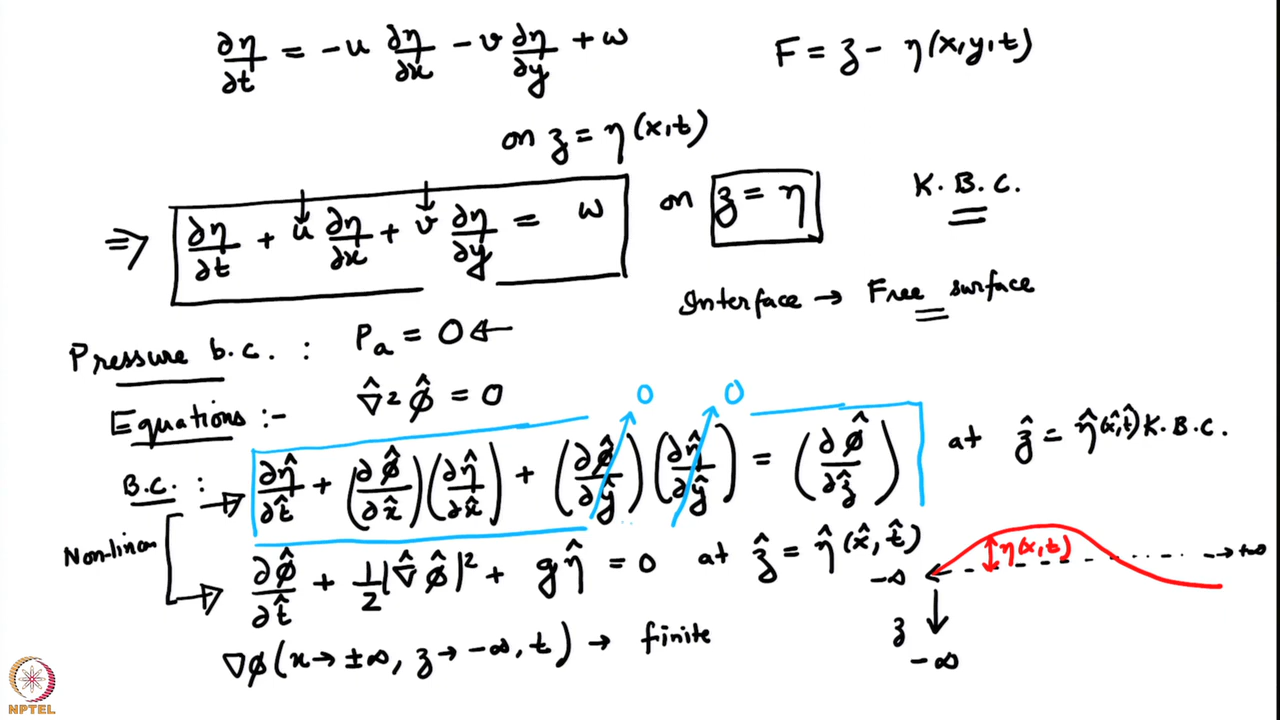 ∂η/∂t = -u ∂η/∂x - v ∂η/∂y + w
F = z - η(x,y,t)
on z = η(x,t)
⇒ ∂η/∂t + u ∂η/∂x + v ∂η/∂y = w on z = η K.B.C.
Interface → Free surface
Pressure b.c. : Pa = 0 ←
Equations :- ∇̂²φ̂ = 0
B.C. : → ∂η̂/∂t̂ + (∂φ̂/∂x̂)(∂η̂/∂x̂) + (∂φ̂/∂ŷ)(∂η̂/∂ŷ) = (∂φ̂/∂ẑ) at ẑ = η̂(x̂,t̂) K.B.C.
0 0
Non-linear
∂φ̂/∂t̂ + 1/2|∇̂φ̂|² + gη̂ = 0 at ẑ = η̂(x̂,t̂)
∇φ(x→ ±∞, z→ -∞, t) → finite
η(x,t)
-∞ → +∞
z
-∞
NPTEL